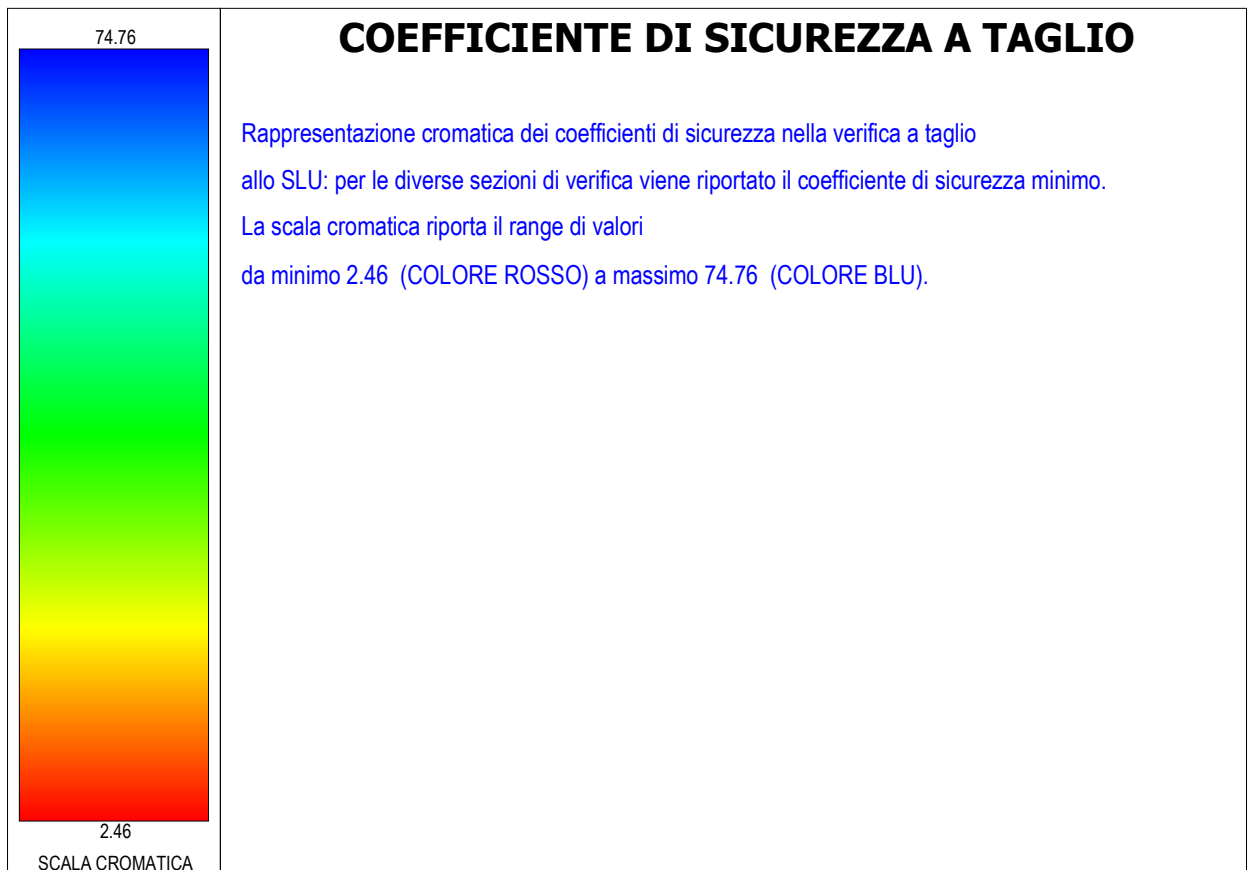 74.76
COEFFICIENTE DI SICUREZZA A TAGLIO
Rappresentazione cromatica dei coefficienti di sicurezza nella verifica a taglio
allo SLU: per le diverse sezioni di verifica viene riportato il coefficiente di sicurezza minimo.
La scala cromatica riporta il range di valori
da minimo 2.46 (COLORE ROSSO) a massimo 74.76 (COLORE BLU).
2.46
SCALA CROMATICA